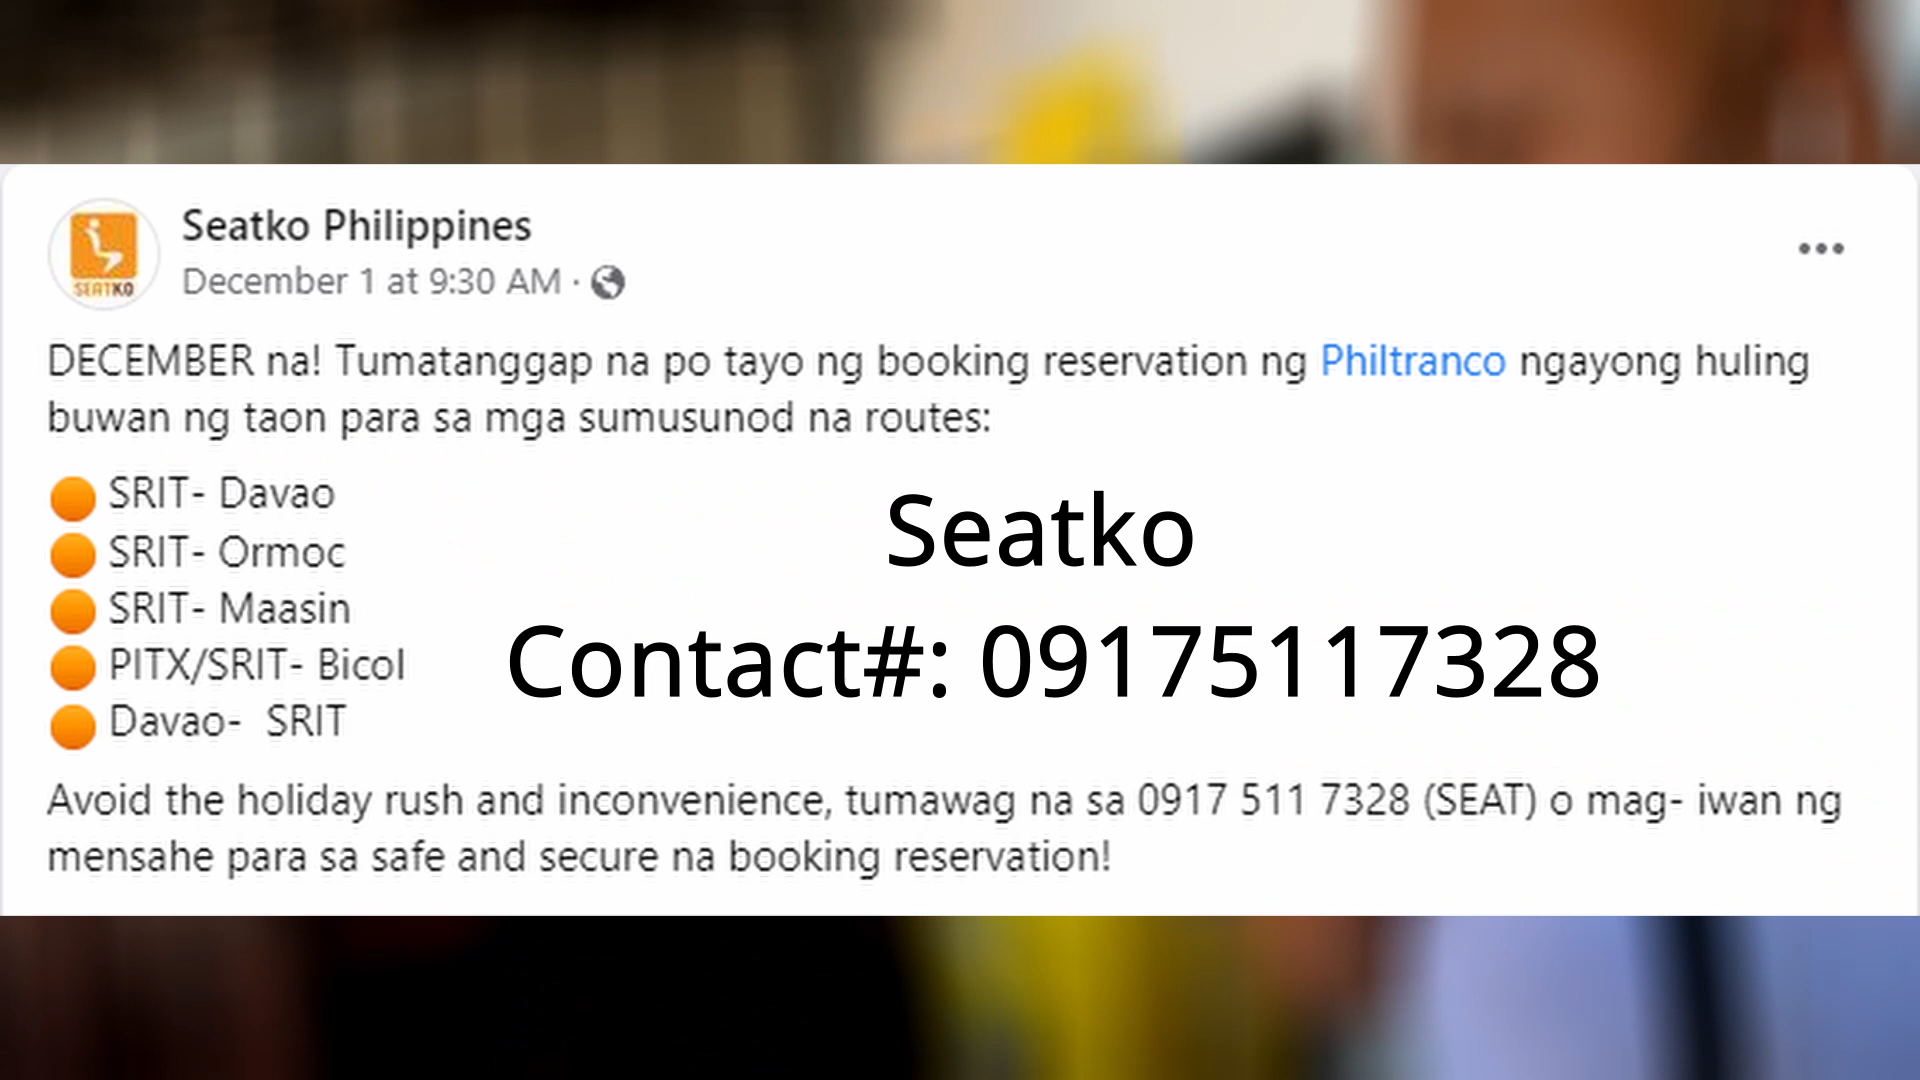 SEATKO
Seatko Philippines
December 1 at 9:30 AM ·
DECEMBER na! Tumatanggap na po tayo ng booking reservation ng Philtranco ngayong huling
buwan ng taon para sa mga sumusunod na routes:
SRIT- Davao
SRIT- Ormoc
SRIT- Maasin
PITX/SRIT- Bicol
Davao- SRIT
Seatko
Contact#: 09175117328
Avoid the holiday rush and inconvenience, tumawag na sa 0917 511 7328 (SEAT) o mag- iwan ng
mensahe para sa safe and secure na booking reservation!